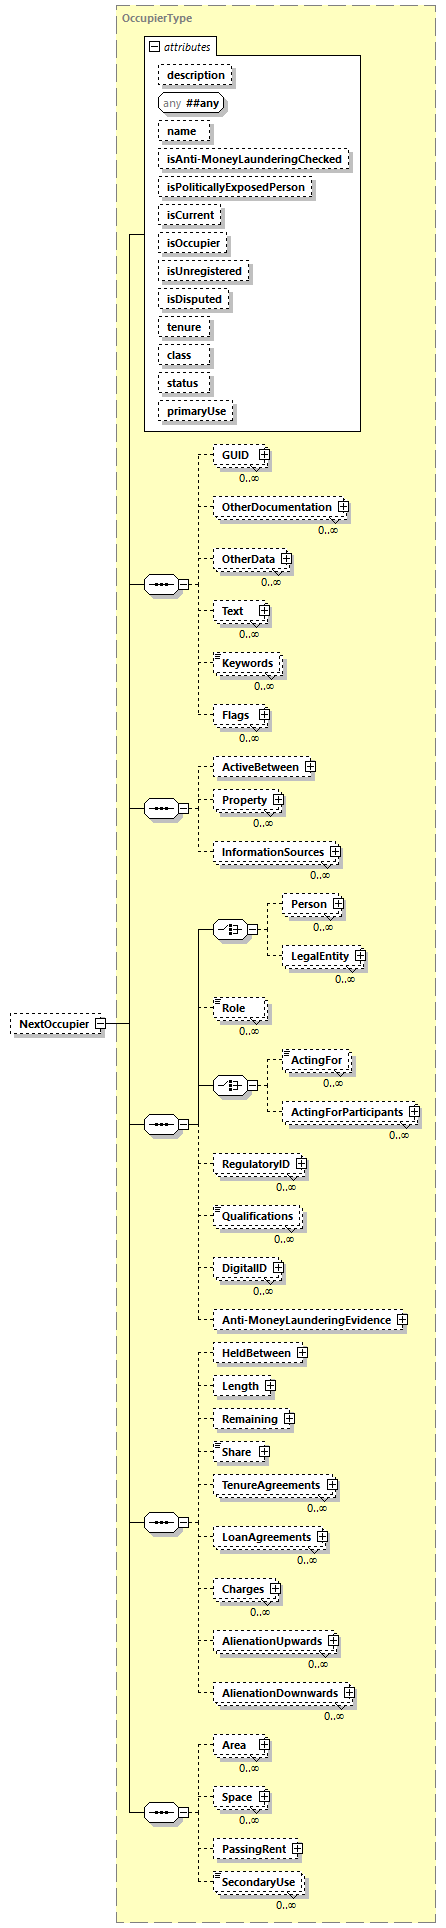 OccupierType
attributes
description
any ##any
name
isAnti-MoneyLaunderingChecked
isPoliticallyExposedPerson
isCurrent
isOccupier
isUnregistered
isDisputed
tenure
class
status
primaryUse
GUID
0..∞
OtherDocumentation
0..∞
OtherData
0..∞
Text
0..∞
Keywords
0..∞
Flags
0..∞
ActiveBetween
Property
0..∞
InformationSources
0..∞
Person
0..∞
LegalEntity
0..∞
Role
0..∞
NextOccupier
ActingFor
0..∞
ActingForParticipants
0..∞
RegulatoryID
0..∞
Qualifications
0..∞
DigitalID
0..∞
Anti-MoneyLaunderingEvidence
HeldBetween
Length
Remaining
Share
TenureAgreements
0..∞
LoanAgreements
0..∞
Charges
0..∞
AlienationUpwards
0..∞
AlienationDownwards
0..∞
Area
0..∞
Space
0..∞
PassingRent
SecondaryUse
0..∞